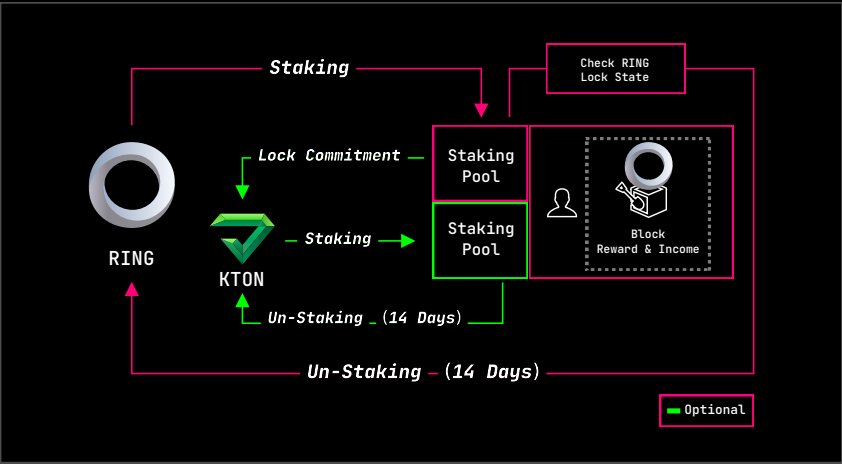 Staking
Check RING
Lock State
Lock Commitment
Staking
Pool
Staking
Staking
Pool
Block
Reward & Income
RING
KTON
Un-Staking (14 Days)
Un-Staking (14 Days)
Optional